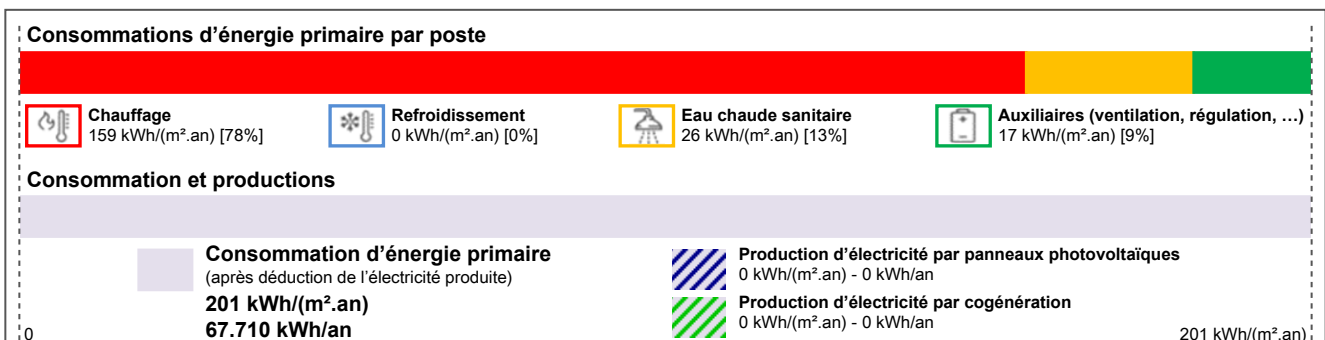 Consommations d’énergie primaire par poste
Chauffage
159 kWh/(m².an) [78%]
Refroidissement
0 kWh/(m².an) [0%]
Eau chaude sanitaire
26 kWh/(m².an) [13%]
Auxiliaires (ventilation, régulation, …)
17 kWh/(m².an) [9%]
Consommation et productions
Consommation d’énergie primaire
(après déduction de l’électricité produite)
201 kWh/(m².an)
67.710 kWh/an
Production d’électricité par panneaux photovoltaïques
0 kWh/(m².an) - 0 kWh/an
Production d’électricité par cogénération
0 kWh/(m².an) - 0 kWh/an
0
201 kWh/(m².an)